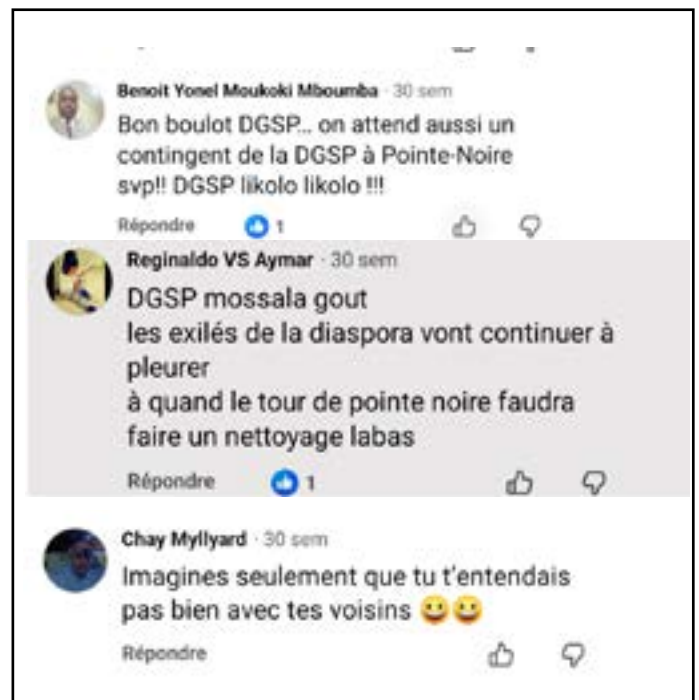 Benoit Yonel Moukoki Mboumba · 30 sem
Bon boulot DGSP... on attend aussi un
contingent de la DGSP à Pointe-Noire
svp!! DGSP likolo likolo !!!
Répondre 1
Reginaldo VS Aymar · 30 sem
DGSP mossala gout
les exilés de la diaspora vont continuer à
pleurer
à quand le tour de pointe noire faudra
faire un nettoyage labas
Répondre 1
Chay Myllyard · 30 sem
Imagines seulement que tu t'entendais
pas bien avec tes voisins 😀😀
Répondre